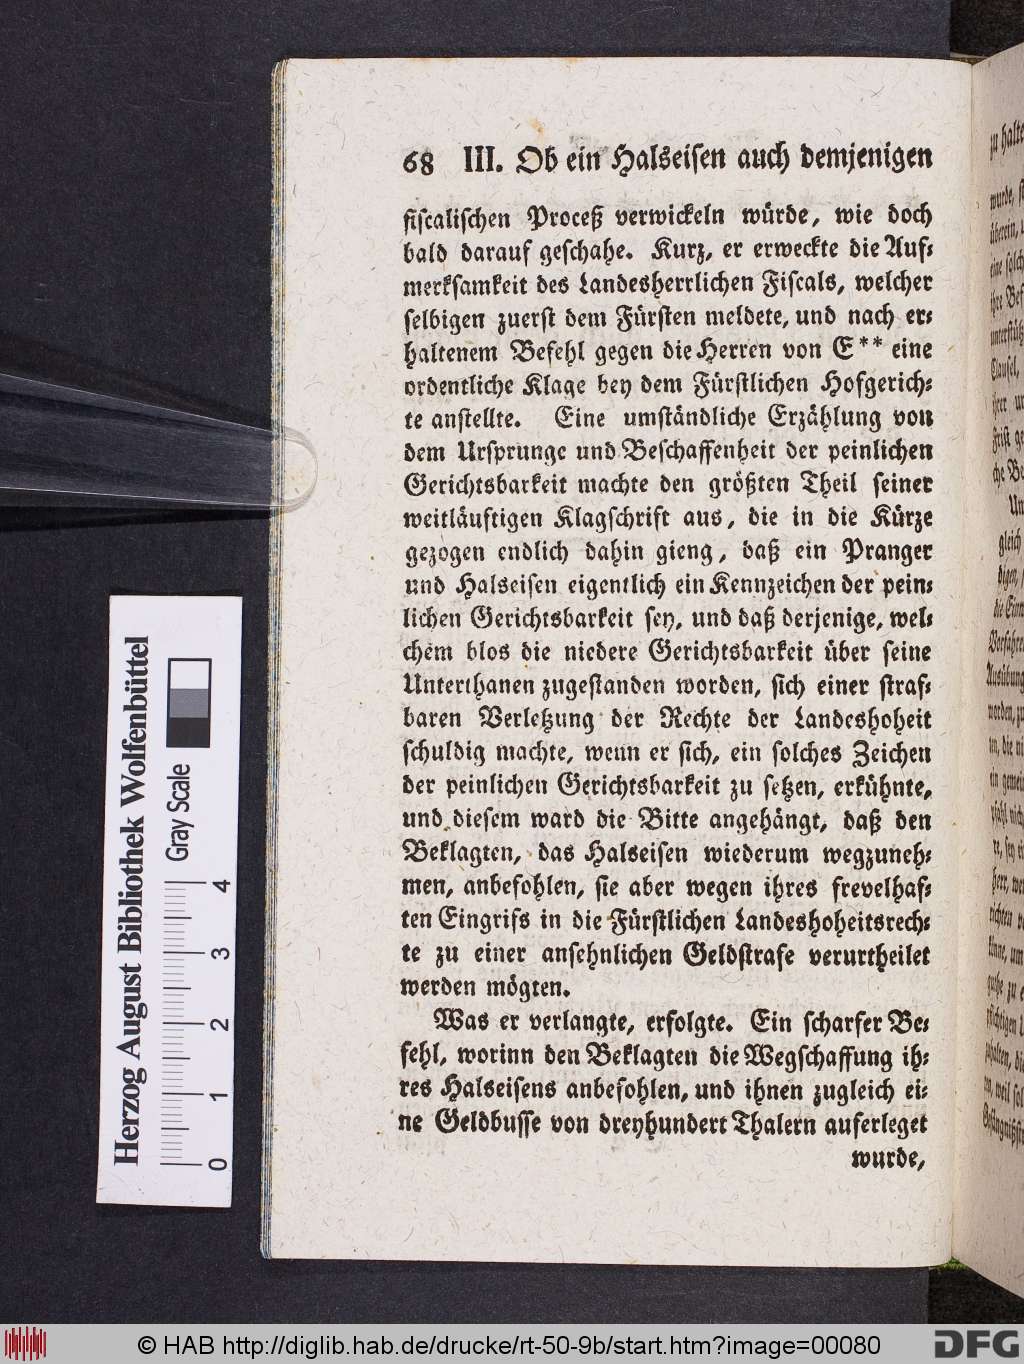 68 III. Ob ein Halseisen auch demjenigen
fiscalischen Proceß verwickeln würde, wie doch
bald darauf geschahe. Kurz, er erweckte die Auf-
merksamkeit des Landesherrlichen Fiscals, welcher
selbigen zuerst dem Fürsten meldete, und nach er-
haltenem Befehl gegen die Herren von E** eine
ordentliche Klage bey dem Fürstlichen Hofgerich-
te anstellte. Eine umständliche Erzählung von
dem Ursprunge und Beschaffenheit der peinlichen
Gerichtsbarkeit machte den größten Theil seiner
weitläuftigen Klagschrift aus, die in die Kürze
gezogen endlich dahin gieng, daß ein Pranger
und Halseisen eigentlich ein Kennzeichen der pein-
lichen Gerichtsbarkeit sey, und daß derjenige, wel-
chem blos die niedere Gerichtsbarkeit über seine
Unterthanen zugestanden worden, sich einer straf-
baren Verletzung der Rechte der Landeshoheit
schuldig machte, wenn er sich, ein solches Zeichen
der peinlichen Gerichtsbarkeit zu setzen, erkühnte,
und diesem ward die Bitte angehängt, daß den
Beklagten, das Halseisen wiederum wegzuneh-
men, anbefohlen, sie aber wegen ihres frevelhaf-
ten Eingrifs in die Fürstlichen Landeshoheitsrech-
te zu einer ansehnlichen Geldstrafe verurtheilet
werden mögten.
Was er verlangte, erfolgte. Ein scharfer Be-
fehl, worinn den Beklagten die Wegschaffung ih-
res Halseisens anbefohlen, und ihnen zugleich ei-
ne Geldbusse von dreyhundert Thalern auferleget
wurde,
Herzog August Bibliothek Wolfenbüttel
Gray Scale
0 1 2 3 4
© HAB http://diglib.hab.de/drucke/rt-50-9b/start.htm?image=00080
DFG